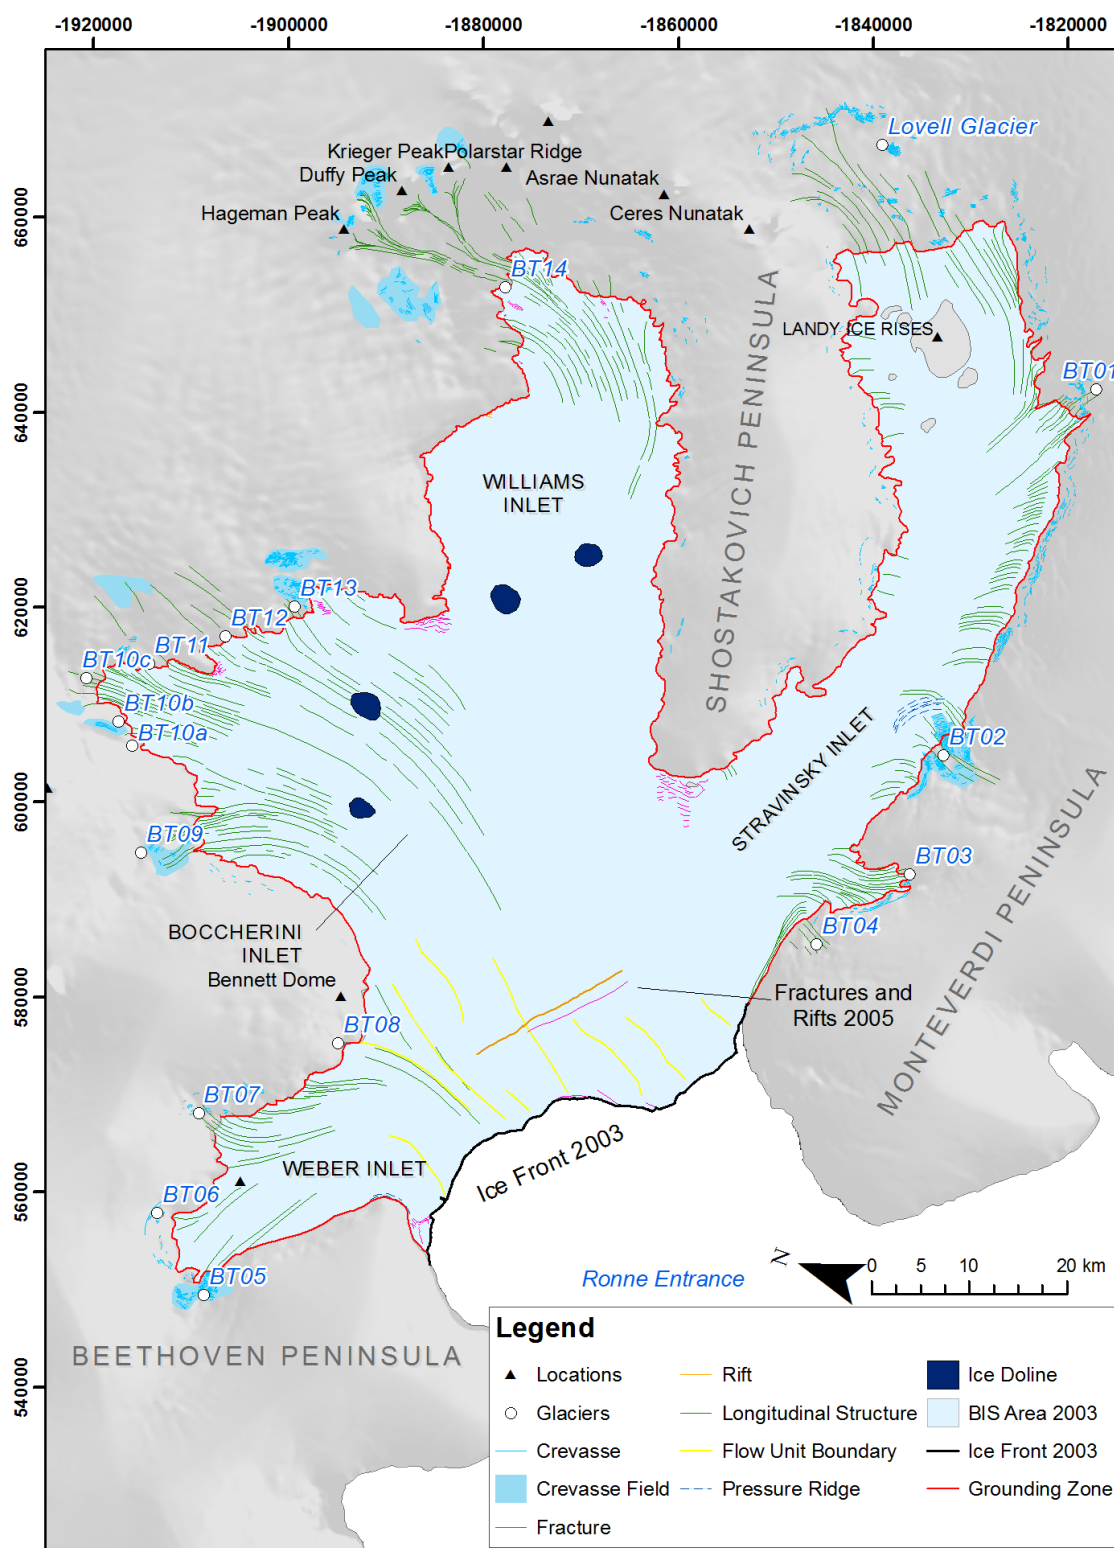 -1920000
-1900000
-1880000
-1860000
-1840000
-1820000
Lovell Glacier
Krieger Peak
Polarstar Ridge
Duffy Peak
Asrae Nunatak
Hageman Peak
Ceres Nunatak
660000
BT14
LANDY ICE RISES
BT01
640000
SHOSTAKOVICH PENINSULA
WILLIAMS
INLET
620000
BT13
BT12
BT11
BT10c
BT10b
BT10a
STRAVINSKY INLET
BT02
600000
BT09
BT03
MONTEVERDI PENINSULA
BT04
BOCCHERINI
INLET
Bennett Dome
580000
Fractures and
Rifts 2005
BT08
BT07
WEBER INLET
Ice Front 2003
560000
BT06
BT05
Ronne Entrance
N
0 5 10 20 km
BEETHOVEN PENINSULA
540000
Legend
Locations
Glaciers
Crevasse
Crevasse Field
Fracture
Rift
Longitudinal Structure
Flow Unit Boundary
Pressure Ridge
Ice Doline
BIS Area 2003
Ice Front 2003
Grounding Zone